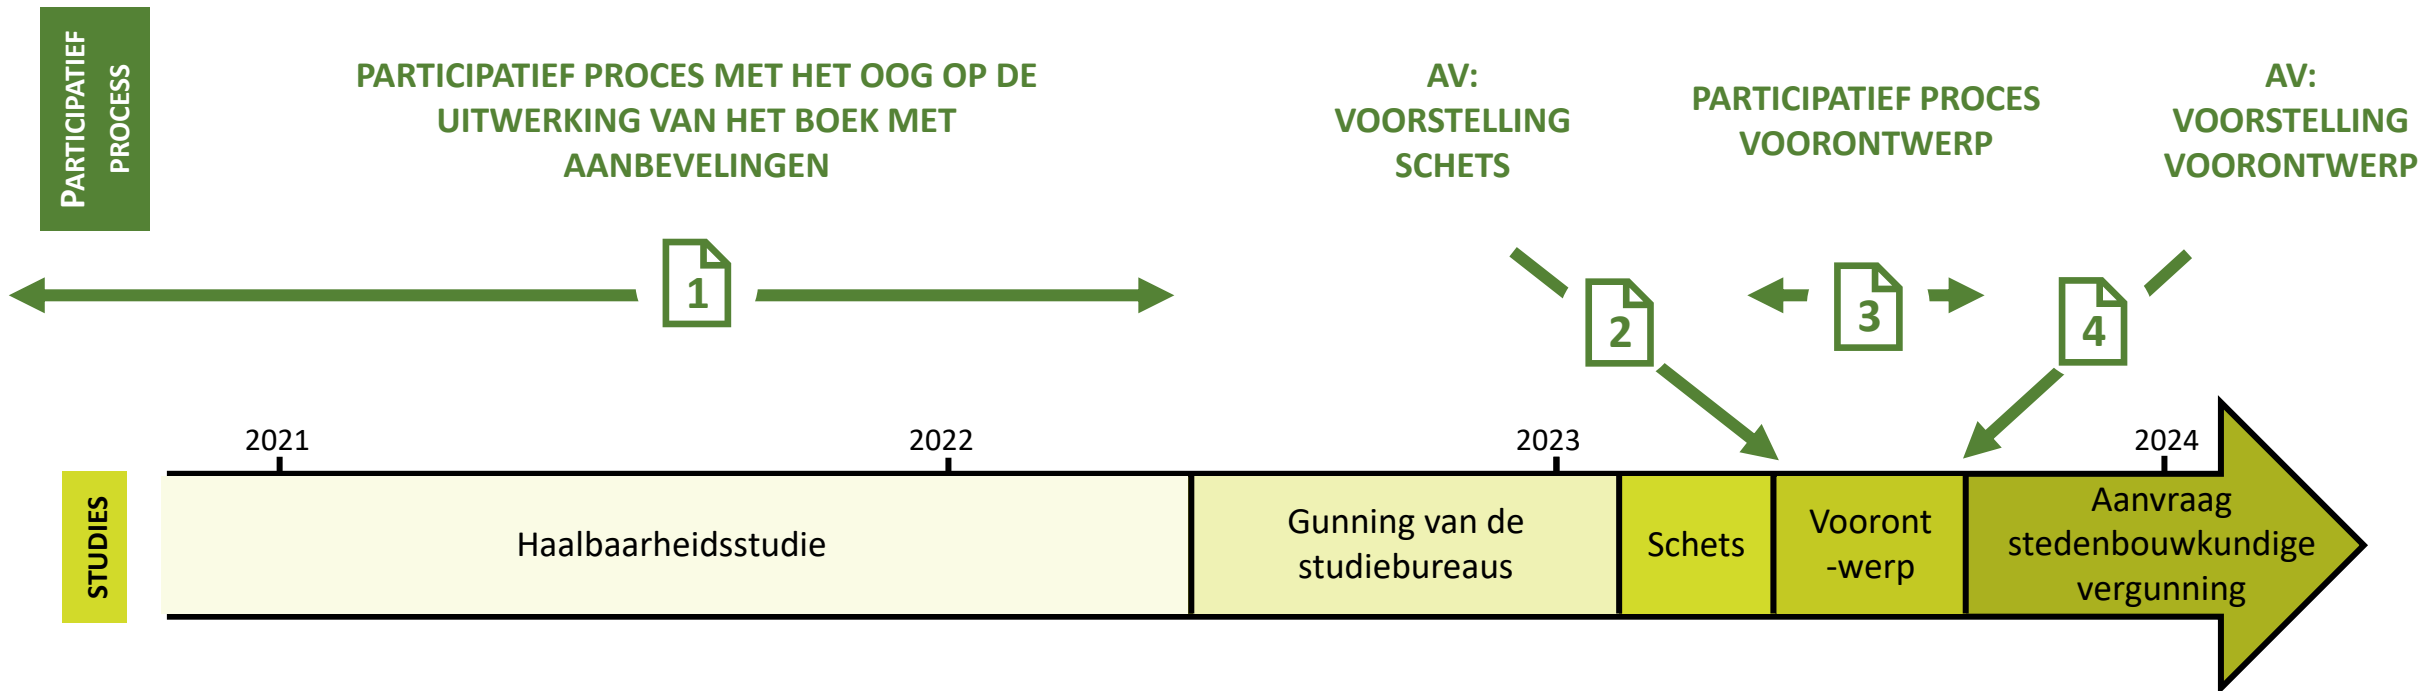 PARTICIPATIEF
PROCESS
PARTICIPATIEF PROCES MET HET OOG OP DE
UITWERKING VAN HET BOEK MET
AANBEVELINGEN
AV:
VOORSTELLING
SCHETS
PARTICIPATIEF PROCES
VOORONTWERP
AV:
VOORSTELLING
VOORONTWERP
1
2
3
4
2021
2022
2023
2024
STUDIES
Haalbaarheidsstudie
Gunning van de
studiebureaus
Schets
Vooront
-werp
Aanvraag
stedenbouwkundige
vergunning